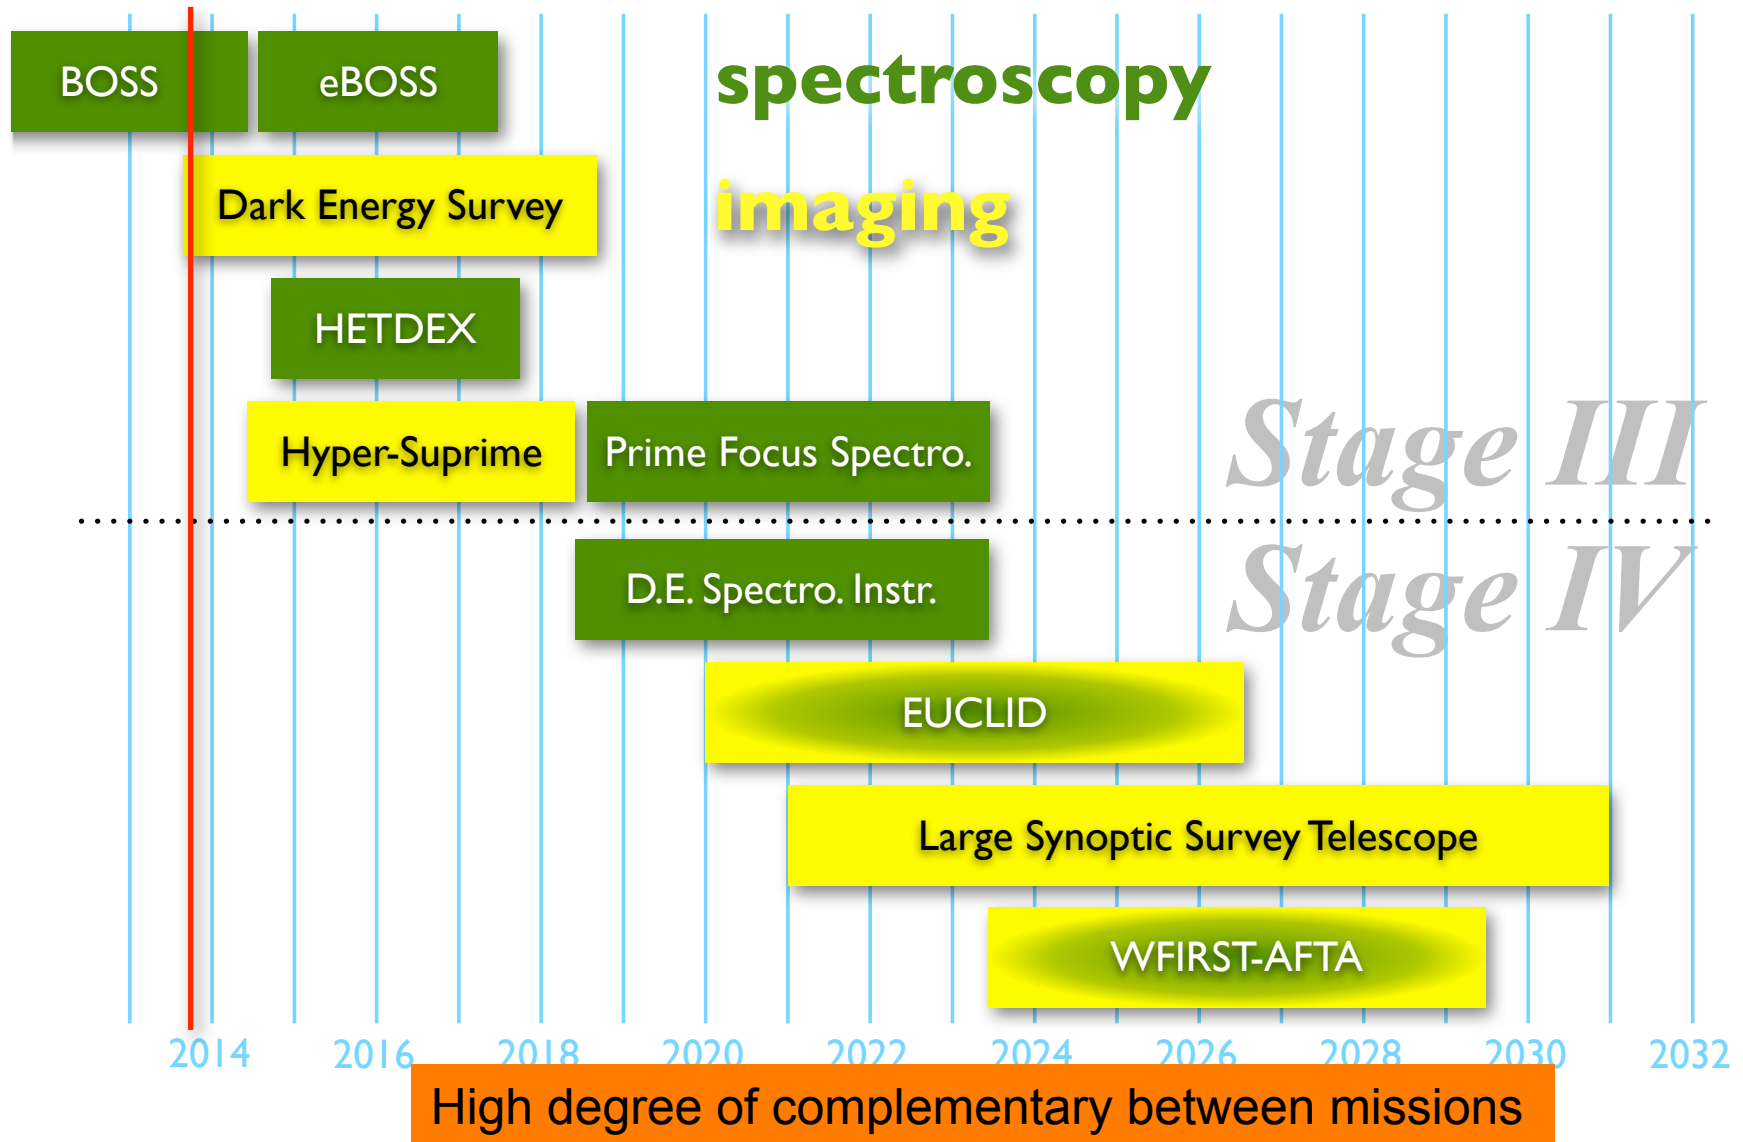 BOSS
eBOSS
spectroscopy
Dark Energy Survey
imaging
HETDEX
Hyper-Suprime
Prime Focus Spectro.
Stage III
D.E. Spectro. Instr.
Stage IV
EUCLID
Large Synoptic Survey Telescope
WFIRST-AFTA
2014 2016 2018 2020 2022 2024 2026 2028 2030 2032
High degree of complementary between missions